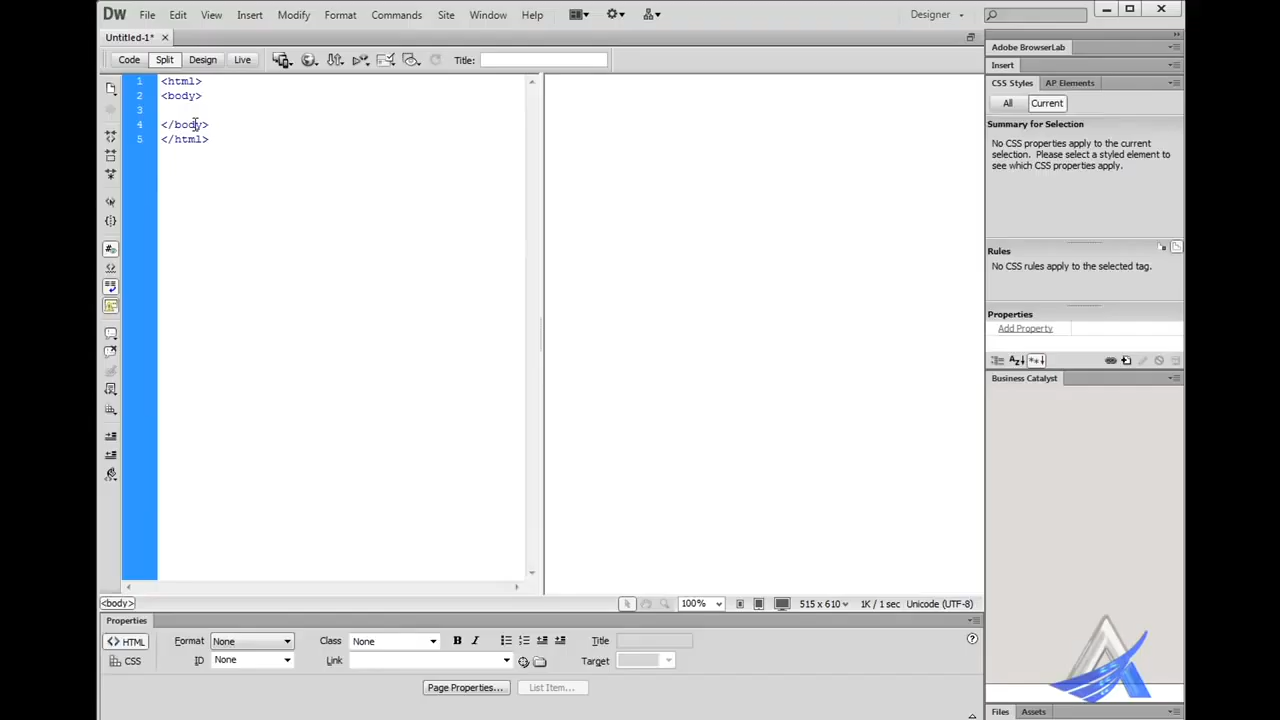 Dw File Edit View Insert Modify Format Commands Site Window Help Designer
Untitled-1*
Code Split Design Live Title:
1 <html>
2 <body>
3
4 </body>
5 </html>
Adobe BrowserLab
Insert
CSS Styles AP Elements
All Current
Summary for Selection
No CSS properties apply to the current
selection. Please select a styled element to
see which CSS properties apply.
Rules
No CSS rules apply to the selected tag.
Properties
Add Property
Business Catalyst
<body> 100% 515 x 610 1K / 1 sec Unicode (UTF-8)
Properties
<> HTML Format None Class None B I Title
CSS ID None Link Target
Page Properties... List Item...
Files Assets